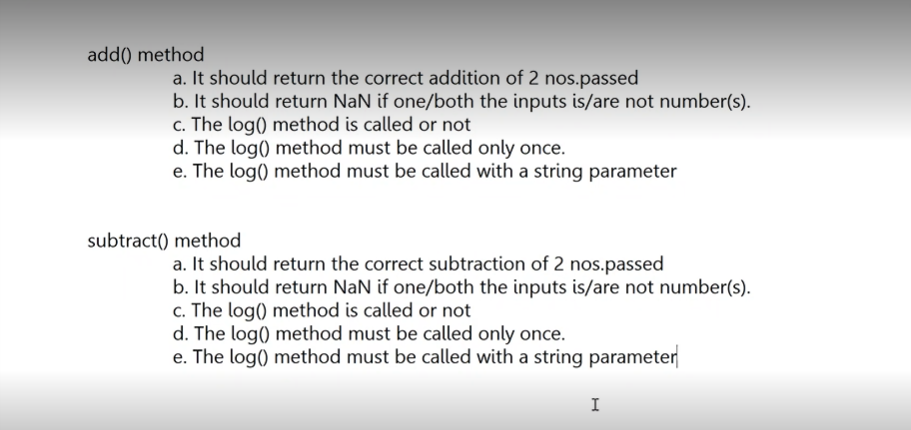 add() method
a. It should return the correct addition of 2 nos.passed
b. It should return NaN if one/both the inputs is/are not number(s).
c. The log() method is called or not
d. The log() method must be called only once.
e. The log() method must be called with a string parameter
subtract() method
a. It should return the correct subtraction of 2 nos.passed
b. It should return NaN if one/both the inputs is/are not number(s).
c. The log() method is called or not
d. The log() method must be called only once.
e. The log() method must be called with a string parameter